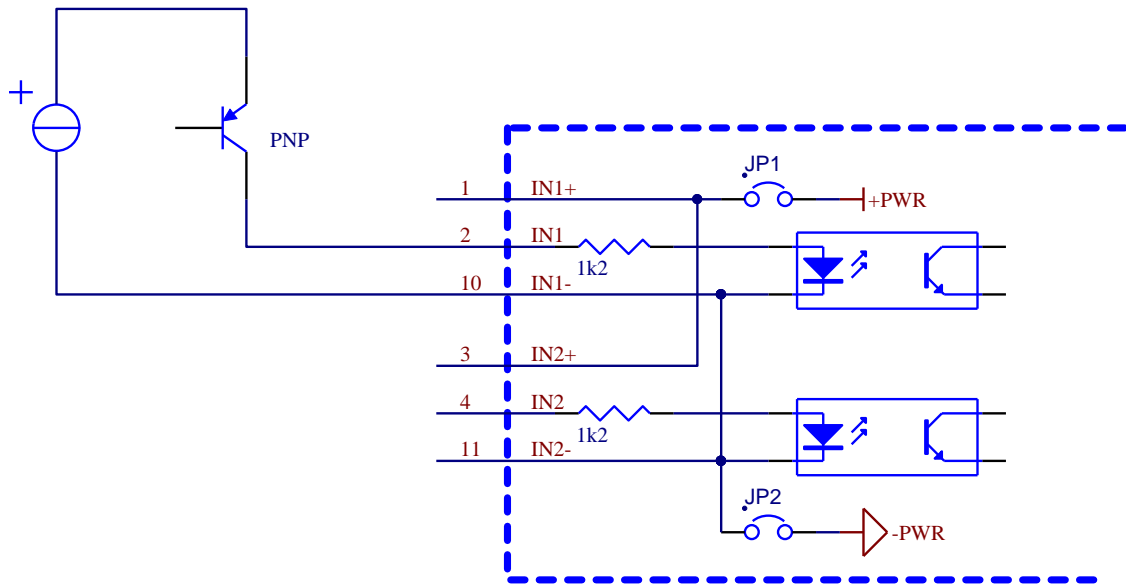 +
PNP
JP1
1 IN1+
+PWR
2 IN1
1k2
10 IN1-
3 IN2+
4 IN2
1k2
11 IN2-
JP2
-PWR